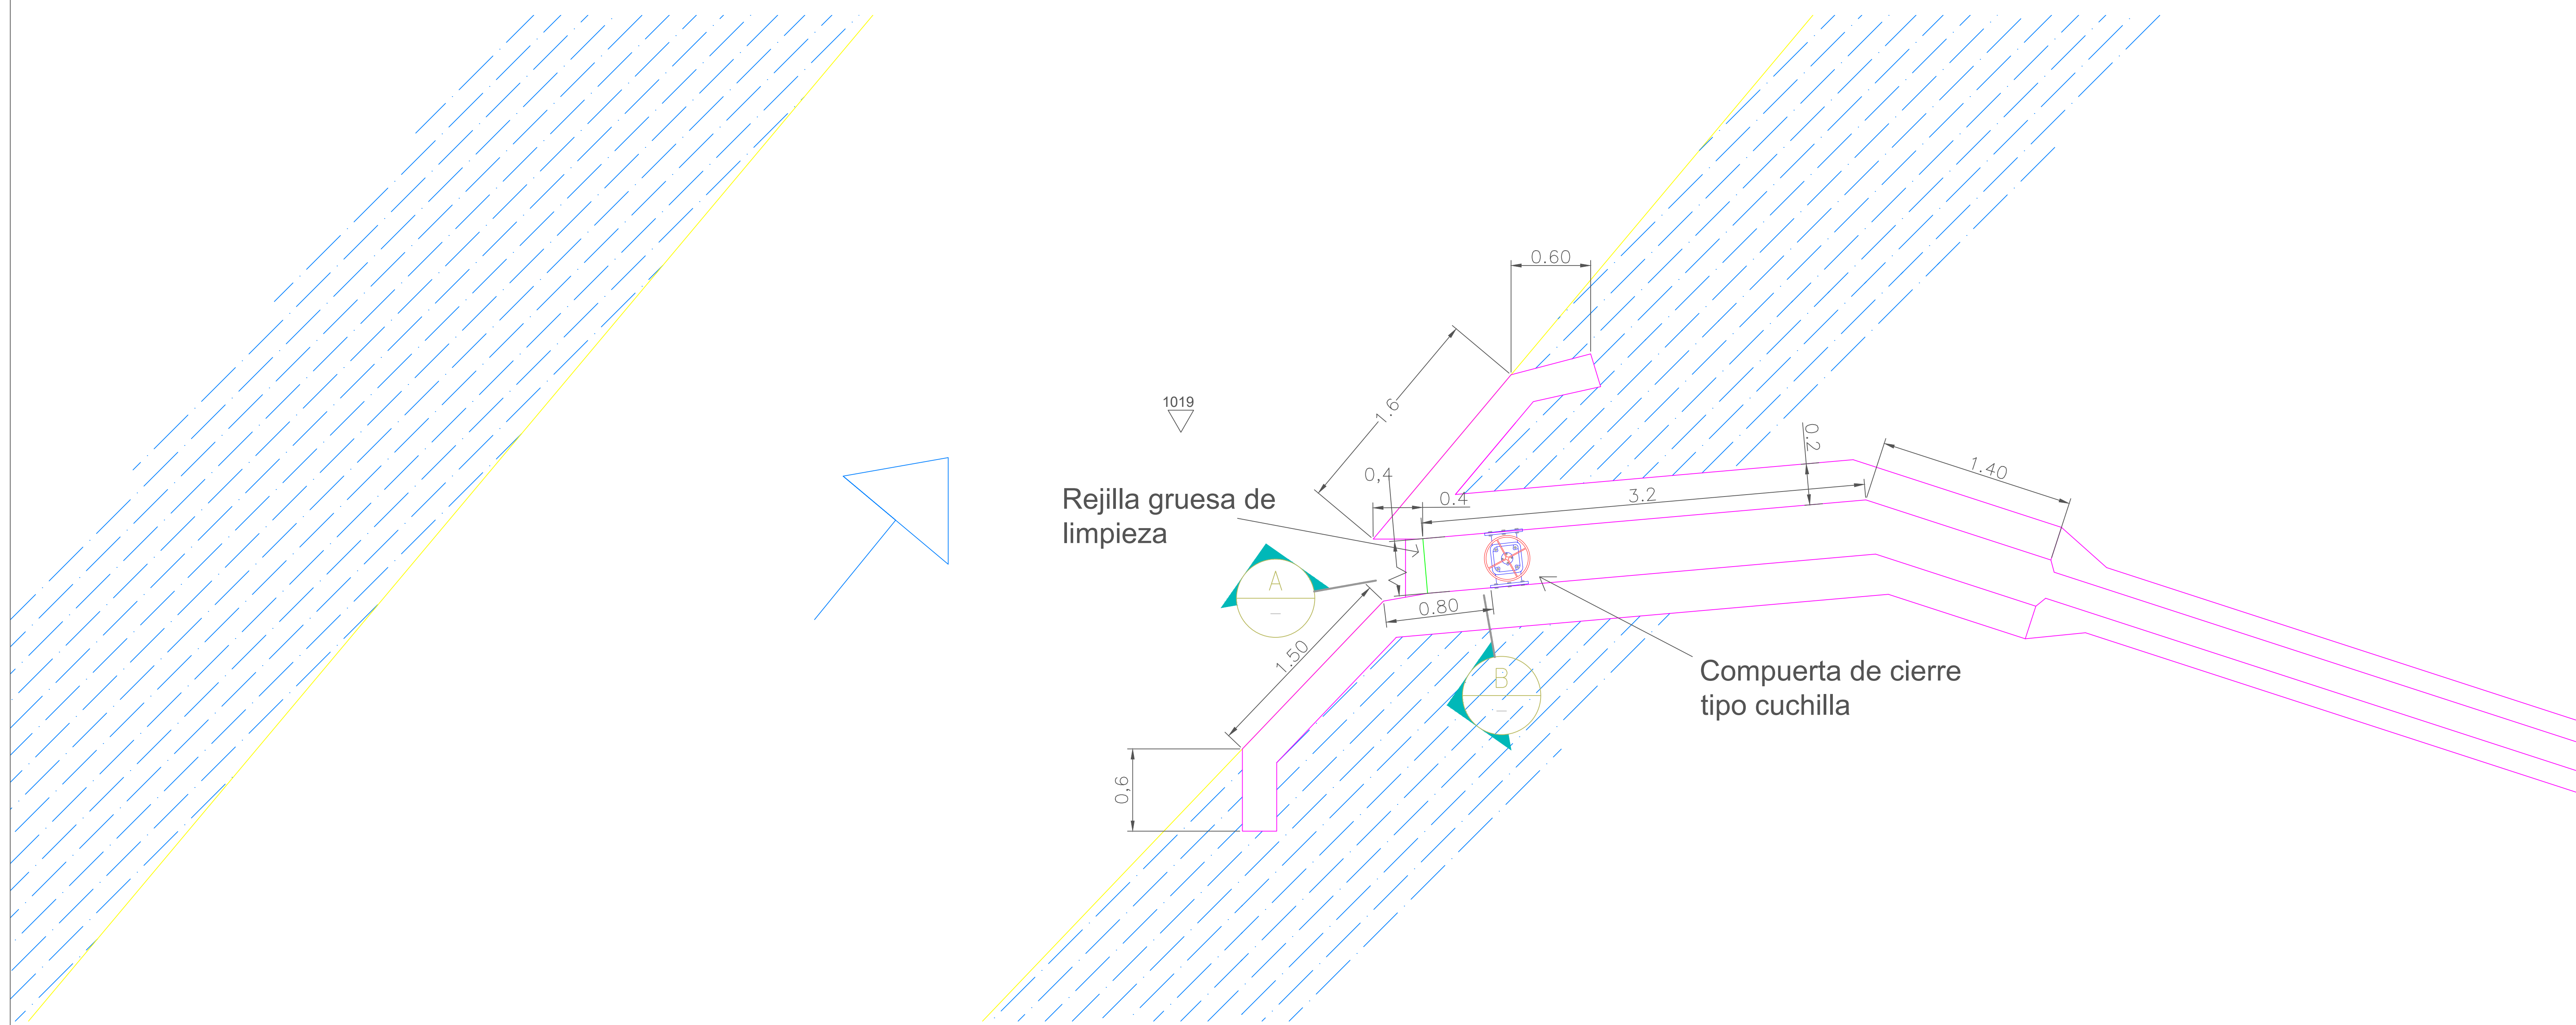 0.60
1.6
1019
0.2
1.40
0,4
0.4
3.2
Rejilla gruesa de
limpieza
A
–
0.80
1.50
B
–
Compuerta de cierre
tipo cuchilla
0,6